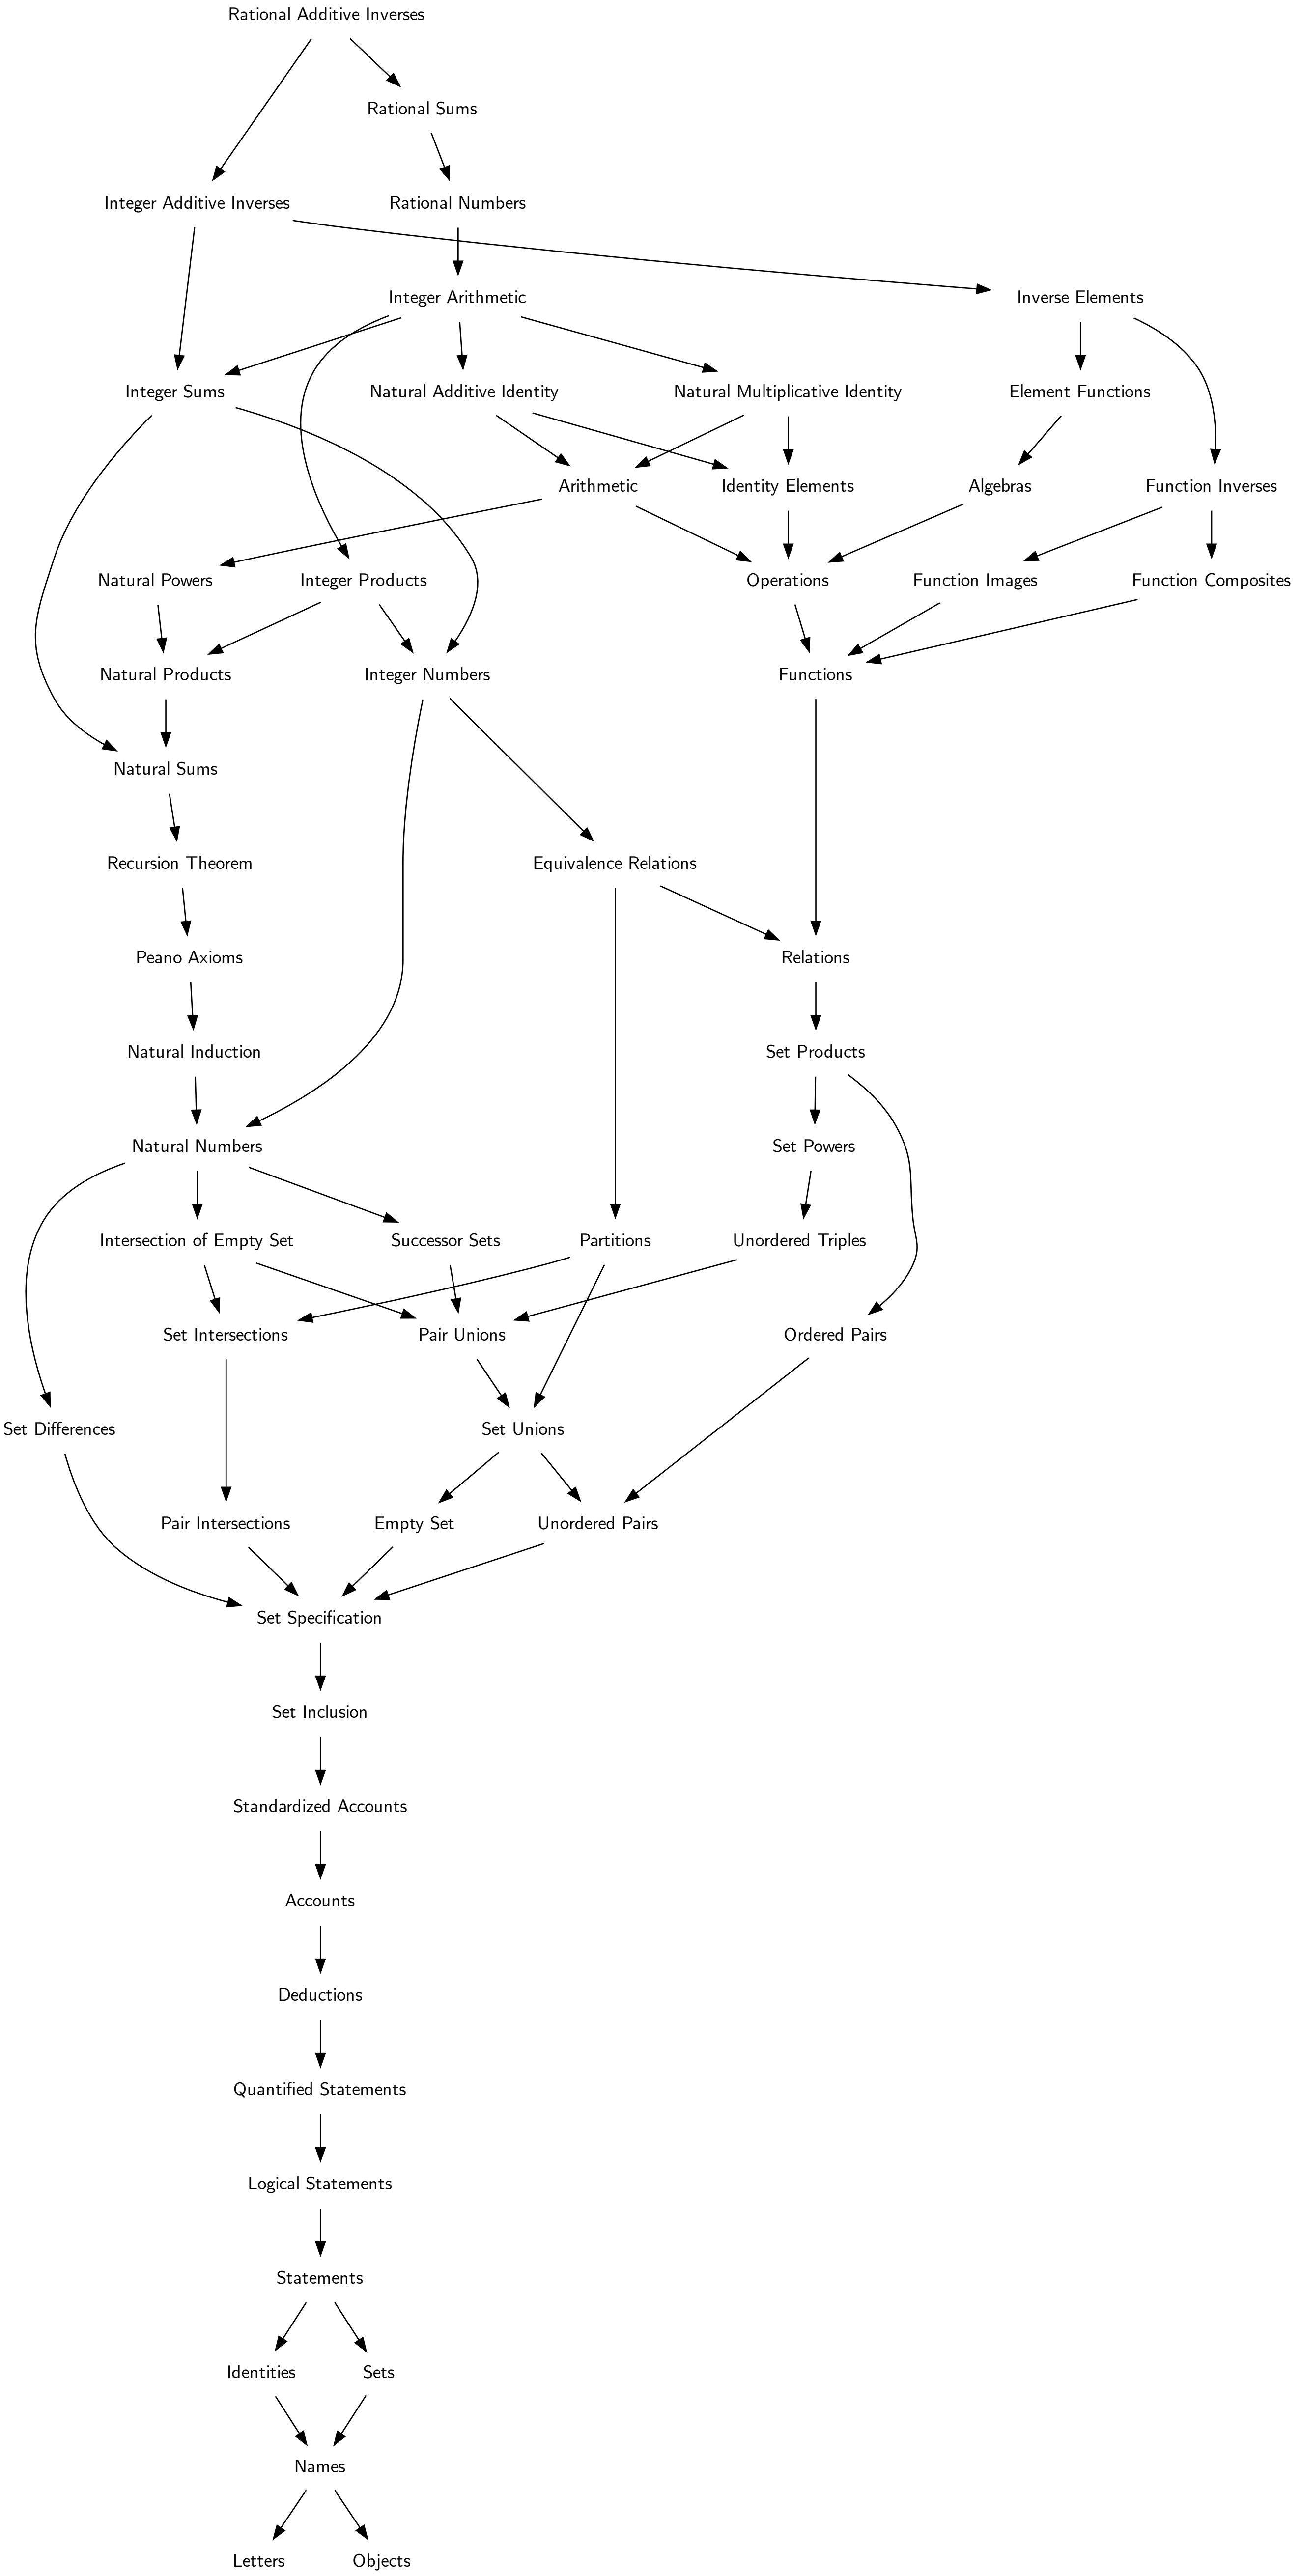 Rational Additive Inverses
Rational Sums
Integer Additive Inverses
Rational Numbers
Integer Arithmetic
Inverse Elements
Integer Sums
Natural Additive Identity
Natural Multiplicative Identity
Element Functions
Arithmetic
Identity Elements
Algebras
Function Inverses
Natural Powers
Integer Products
Operations
Function Images
Function Composites
Natural Products
Integer Numbers
Functions
Natural Sums
Recursion Theorem
Equivalence Relations
Peano Axioms
Relations
Natural Induction
Set Products
Natural Numbers
Set Powers
Intersection of Empty Set
Successor Sets
Partitions
Unordered Triples
Set Intersections
Pair Unions
Ordered Pairs
Set Differences
Set Unions
Pair Intersections
Empty Set
Unordered Pairs
Set Specification
Set Inclusion
Standardized Accounts
Accounts
Deductions
Quantified Statements
Logical Statements
Statements
Identities
Sets
Names
Letters
Objects